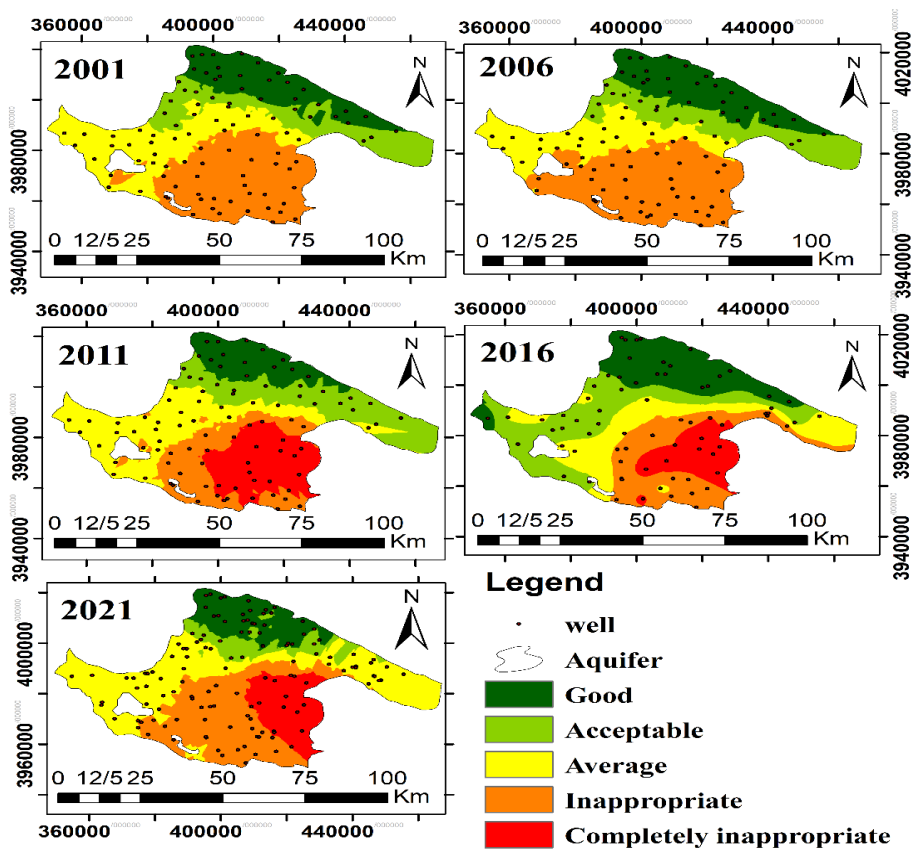 360000 400000 440000
360000 400000 440000
2001
N
3980000
3940000
0 12/5 25 50 75 100
Km
2006
N
4020000
3980000
3940000
0 12/5 25 50 75 100
Km
360000 400000 440000
360000 400000 440000
2011
N
3980000
3940000
0 12/5 25 50 75 100
Km
2016
N
4020000
3980000
3940000
0 12/5 25 50 75 100
Km
2021
N
4000000
3960000
0 12/5 25 50 75 100
Km
360000 400000 440000
Legend
well
Aquifer
Good
Acceptable
Average
Inappropriate
Completely inappropriate